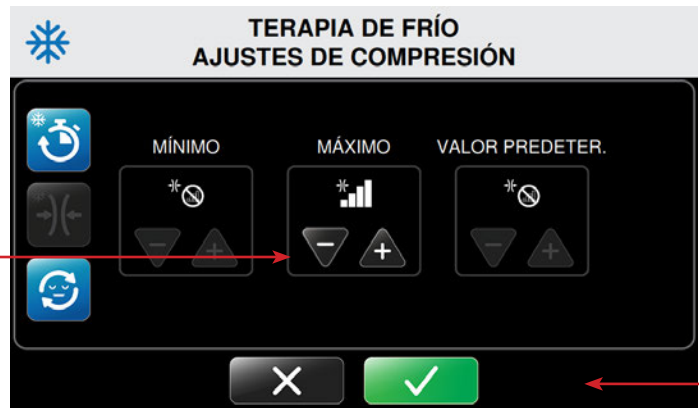 TERAPIA DE FRÍO
AJUSTES DE COMPRESIÓN
MÍNIMO
MÁXIMO
VALOR PREDETER.